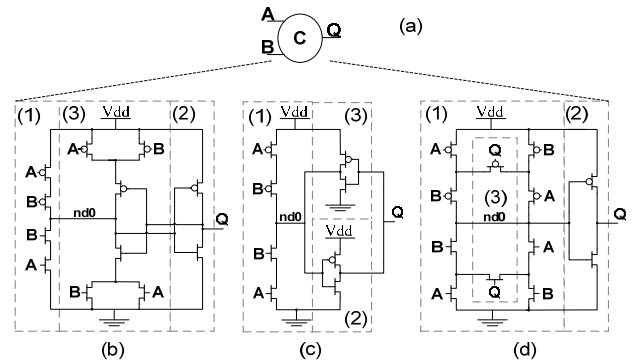 A
B
C
Q
(a)
(1) (3) Vdd (2)
A B
A
B
nd0
B
A
Q
B A
(b)
(1) Vdd (3)
A
B
nd0
Q
Vdd
B
A
(2)
(c)
Vdd (2)
(1)
A Q B
B (3) A
nd0
Q
B A
A Q B
(d)